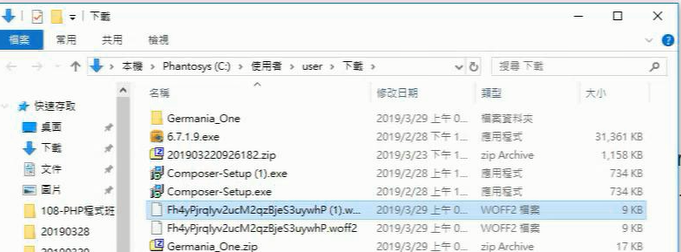 下載
檔案 常用 共用 檢視
本機 Phantosys (C:) 使用者 user 下載 搜尋 下載
名稱 修改日期 類型 大小
快速存取
桌面
下載
文件
圖片
108-PHP程式班
20190328
20190329
Germania_One 2019/3/29 上午 0... 檔案資料夾
6.7.1.9.exe 2019/2/28 下午 1... 應用程式 31,361 KB
201903220926182.zip 2019/3/23 下午 1... zip Archive 1,158 KB
Composer-Setup (1).exe 2019/2/28 下午 1... 應用程式 734 KB
Composer-Setup.exe 2019/2/28 下午 1... 應用程式 734 KB
Fh4yPjrqIyv2ucM2qzBjeS3uywhP (1).w... 2019/3/29 上午 0... WOFF2 檔案 9 KB
Fh4yPjrqIyv2ucM2qzBjeS3uywhP.woff2 2019/3/29 上午 0... WOFF2 檔案 9 KB
Germania_One.zip 2019/3/29 上午 0... zip Archive 17 KB